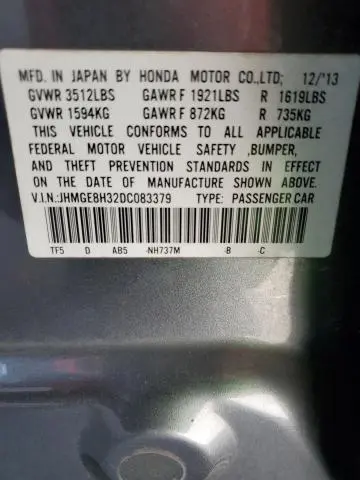 MFD. IN JAPAN BY HONDA MOTOR CO.,LTD; 12/'13
GVWR 3512LBS GAWR F 1921LBS R 1619LBS
GVWR 1594KG GAWR F 872KG R 735KG
THIS VEHICLE CONFORMS TO ALL APPLICABLE
FEDERAL MOTOR VEHICLE SAFETY ,BUMPER,
AND THEFT PREVENTION STANDARDS IN EFFECT
ON THE DATE OF MANUFACTURE SHOWN ABOVE.
V.I.N.:JHMGE8H32DC083379 TYPE: PASSENGER CAR
TF5 D AB5 -NH737M -B -C